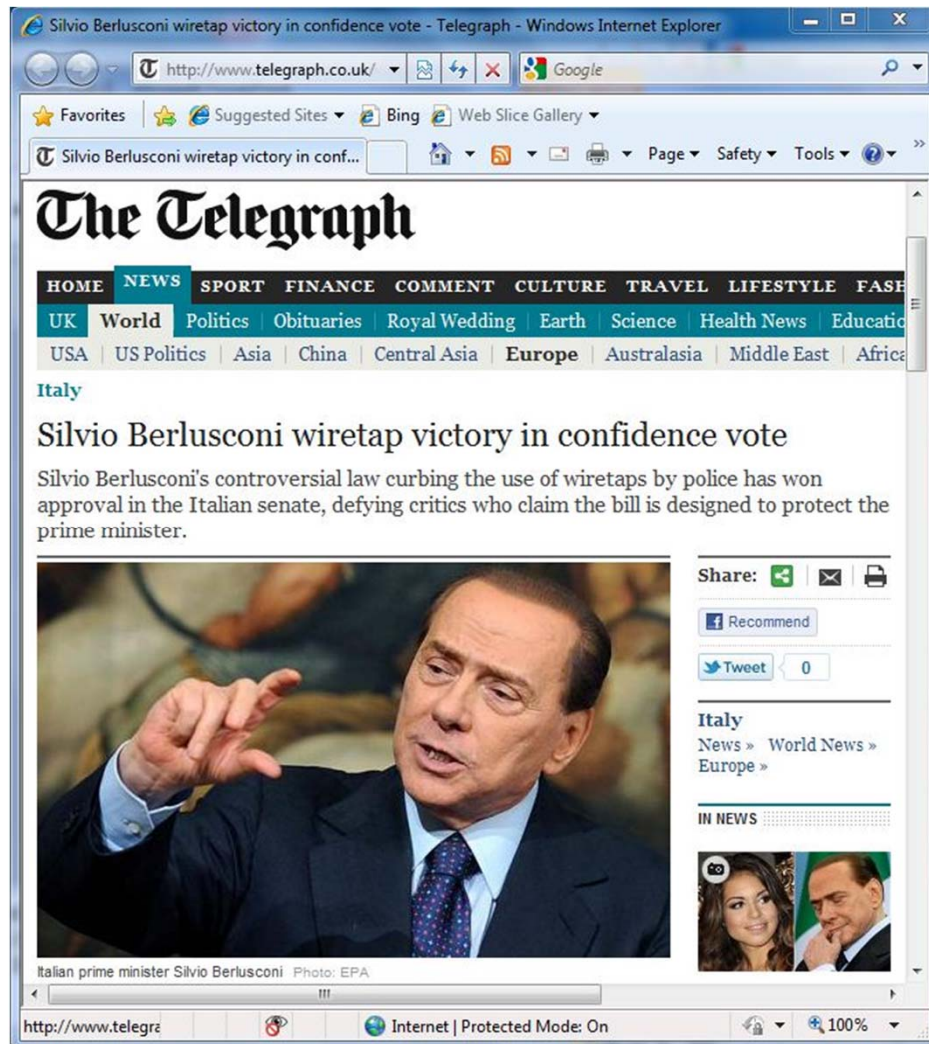 Silvio Berlusconi wiretap victory in confidence vote - Telegraph - Windows Internet Explorer
http://www.telegraph.co.uk/ Google
Favorites Suggested Sites Bing Web Slice Gallery
Silvio Berlusconi wiretap victory in conf... Page Safety Tools »
The Telegraph
HOME NEWS SPORT FINANCE COMMENT CULTURE TRAVEL LIFESTYLE FASH
UK World Politics Obituaries Royal Wedding Earth Science Health News Educatio
USA US Politics Asia China Central Asia Europe Australasia Middle East Africa
Italy
Silvio Berlusconi wiretap victory in confidence vote
Silvio Berlusconi's controversial law curbing the use of wiretaps by police has won
approval in the Italian senate, defying critics who claim the bill is designed to protect the
prime minister.
Share:
Recommend
Tweet 0
Italy
News » World News »
Europe »
IN NEWS
Italian prime minister Silvio Berlusconi Photo: EPA
http://www.telegra Internet | Protected Mode: On 100%